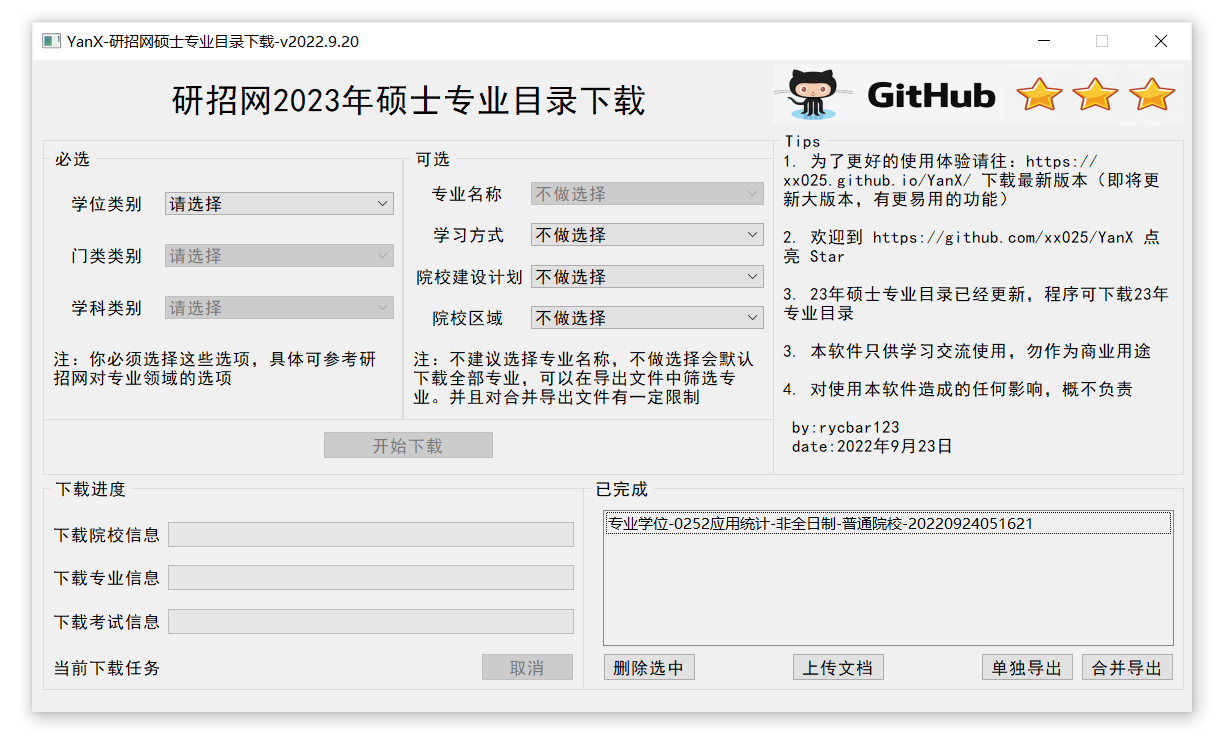 YanX-研招网硕士专业目录下载-v2022.9.20
研招网2023年硕士专业目录下载
GitHub
必选
学位类别 请选择
门类类别 请选择
学科类别 请选择
注：你必须选择这些选项，具体可参考研
招网对专业领域的选项
可选
专业名称 不做选择
学习方式 不做选择
院校建设计划 不做选择
院校区域 不做选择
注：不建议选择专业名称，不做选择会默认
下载全部专业，可以在导出文件中筛选专
业。并且对合并导出文件有一定限制
开始下载
Tips
1. 为了更好的使用体验请往：https://
xx025.github.io/YanX/ 下载最新版本（即将更
新大版本，有更易用的功能）
2. 欢迎到 https://github.com/xx025/YanX 点
亮 Star
3. 23年硕士专业目录已经更新，程序可下载23年
专业目录
3. 本软件只供学习交流使用，勿作为商业用途
4. 对使用本软件造成的任何影响，概不负责
by:rycbar123
date:2022年9月23日
下载进度
下载院校信息
下载专业信息
下载考试信息
当前下载任务 取消
已完成
专业学位-0252应用统计-非全日制-普通院校-20220924051621
删除选中 上传文档 单独导出 合并导出